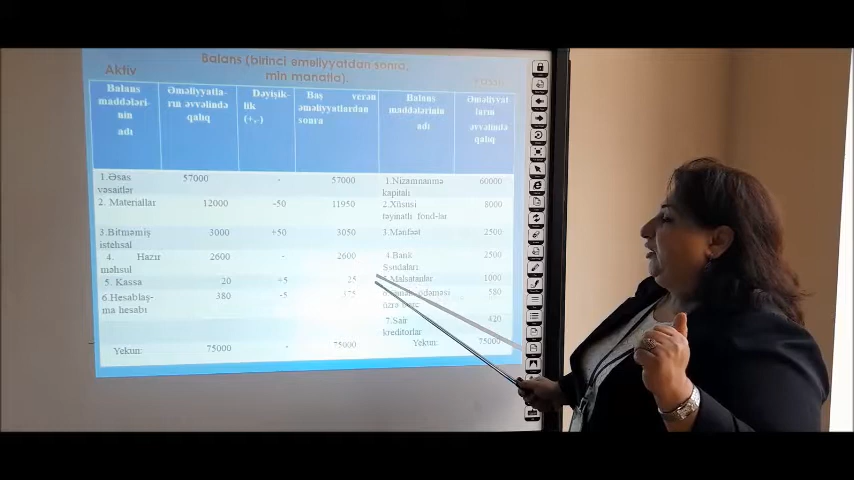 Balans (birinci əməliyyatdan sonra,
min manatla).
Aktiv
Passiv
Balans maddələri-nin adı
Əməliyyatla-rın əvvəlində qalıq
Dəyişik-lik (+,-)
Baş verən əməliyyatlardan sonra
Balans maddələrinin adı
Əməliyyat ların əvvəlində qalıq
1.Əsas vəsaitlər 57000 - 57000 1.Nizamnamə kapitalı 60000
2. Materiallar 12000 -50 11950 2.Xüsusi təyinatlı fond-lar 8000
3.Bitməmiş istehsal 3000 +50 3050 3.Mənfəət 2500
4. Hazır məhsul 2600 - 2600 4.Bank Ssudaları 2500
5. Kassa 20 +5 25 5.Malsatanlar 1000
6.Hesablaş-ma hesabı 380 -5 375 580
7.Sair kreditorlar 420
Yekun: 75000 - 75000 Yekun: 75000